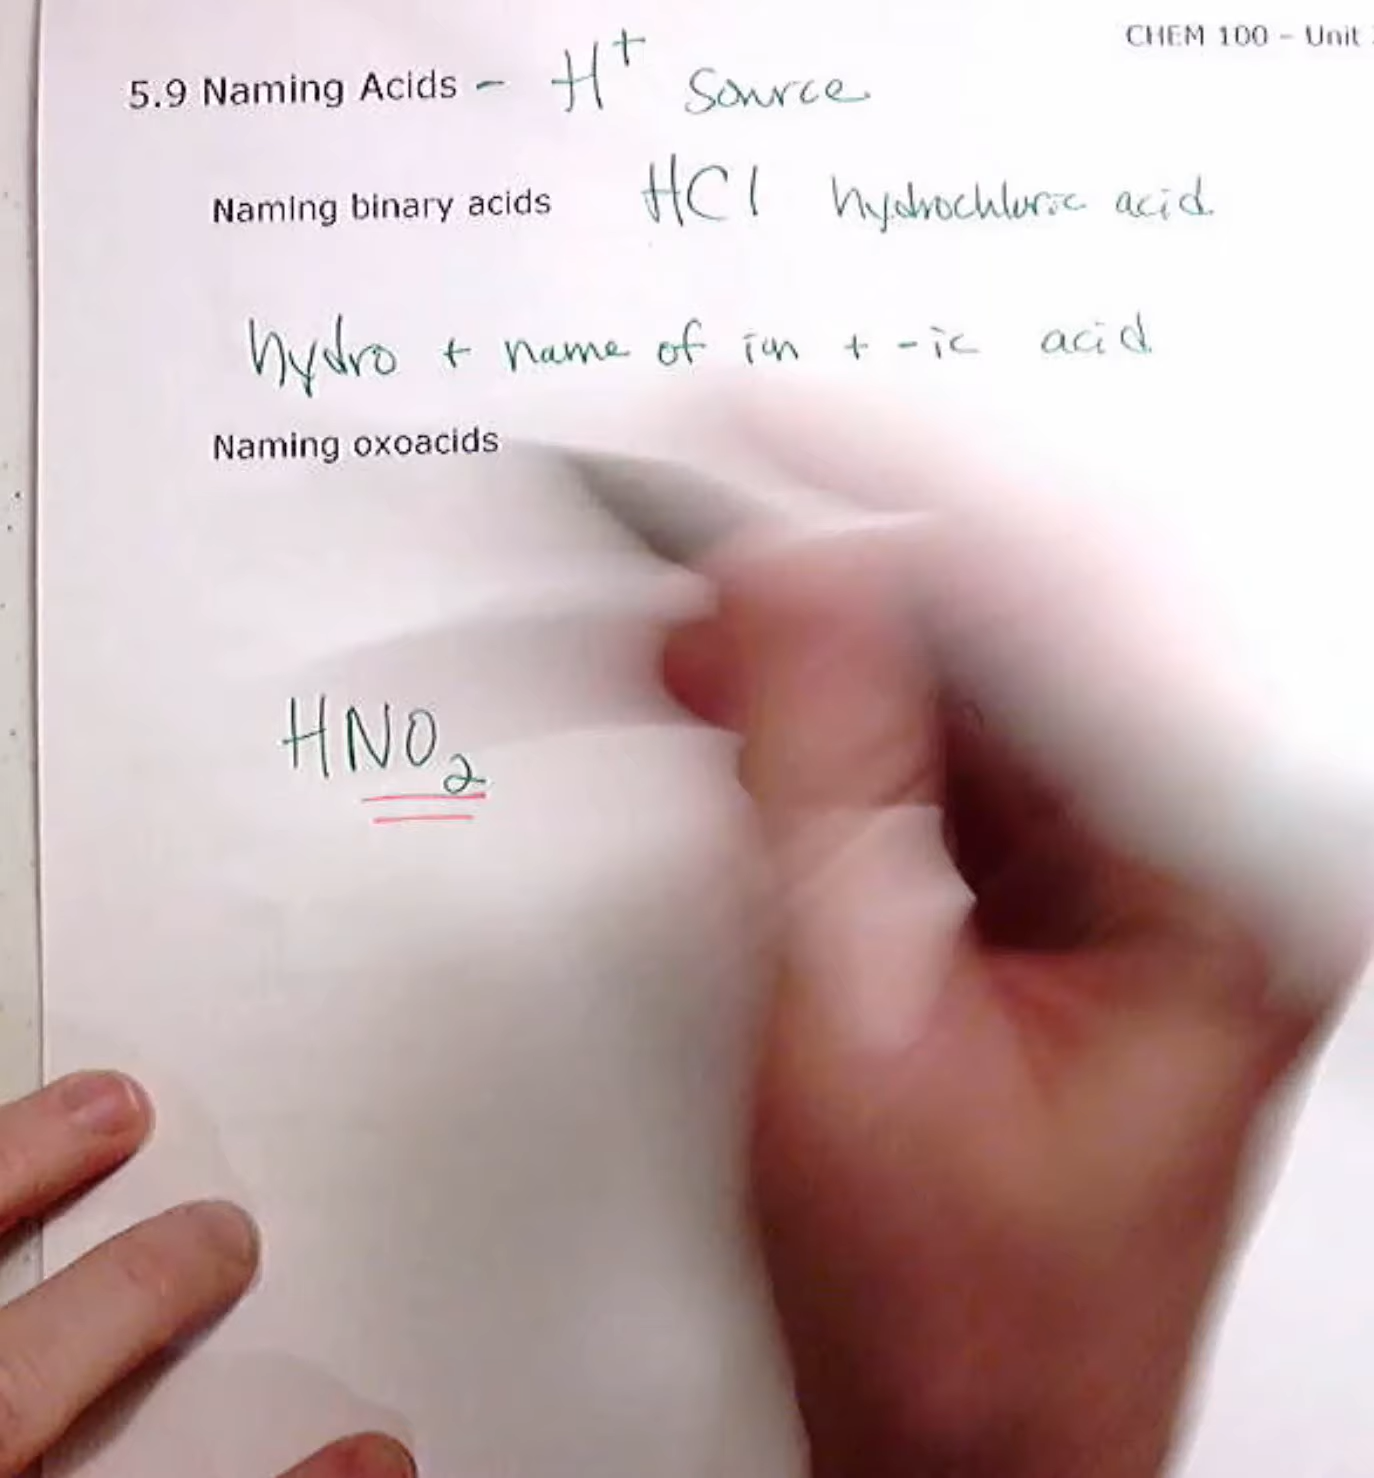 CHEM 100 - Unit
5.9 Naming Acids - H⁺ source
Naming binary acids HCl hydrochloric acid
hydro + name of ion + -ic acid
Naming oxoacids
HNO₂